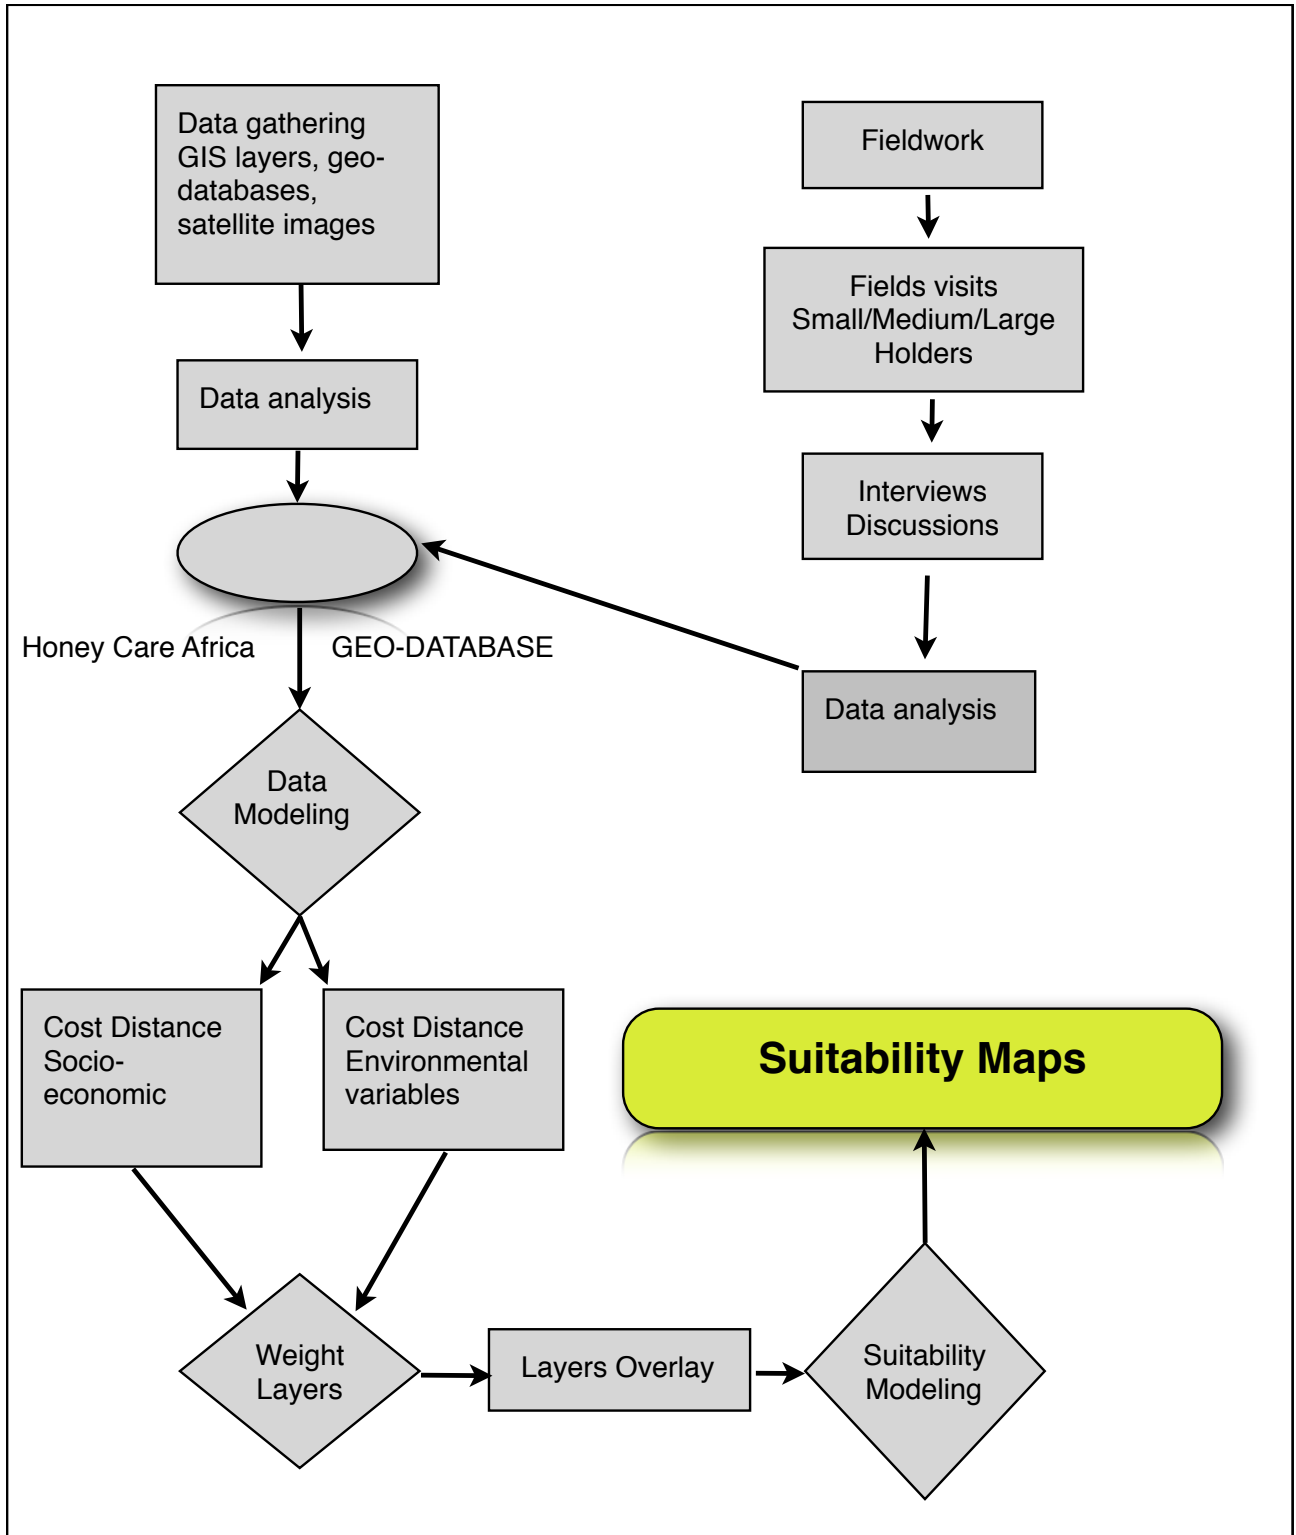 Data gathering
GIS layers, geo-
databases,
satellite images
Fieldwork
Fields visits
Small/Medium/Large
Holders
Data analysis
Interviews
Discussions
Honey Care Africa
GEO-DATABASE
Data analysis
Data
Modeling
Cost Distance
Socio-
economic
Cost Distance
Environmental
variables
Suitability Maps
Weight
Layers
Layers Overlay
Suitability
Modeling